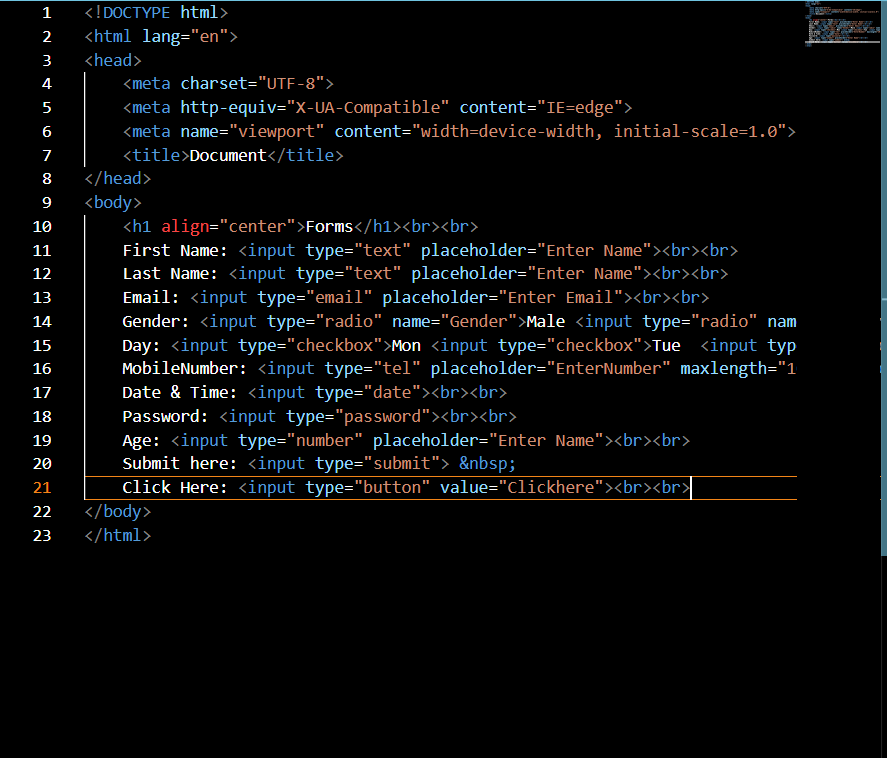 1 <!DOCTYPE html>
2 <html lang="en">
3 <head>
4 <meta charset="UTF-8">
5 <meta http-equiv="X-UA-Compatible" content="IE=edge">
6 <meta name="viewport" content="width=device-width, initial-scale=1.0">
7 <title>Document</title>
8 </head>
9 <body>
10 <h1 align="center">Forms</h1><br><br>
11 First Name: <input type="text" placeholder="Enter Name"><br><br>
12 Last Name: <input type="text" placeholder="Enter Name"><br><br>
13 Email: <input type="email" placeholder="Enter Email"><br><br>
14 Gender: <input type="radio" name="Gender">Male <input type="radio" nam
15 Day: <input type="checkbox">Mon <input type="checkbox">Tue  <input typ
16 MobileNumber: <input type="tel" placeholder="EnterNumber" maxlength="1
17 Date & Time: <input type="date"><br><br>
18 Password: <input type="password"><br><br>
19 Age: <input type="number" placeholder="Enter Name"><br><br>
20 Submit here: <input type="submit"> &nbsp;
21 Click Here: <input type="button" value="Clickhere"><br><br>
22 </body>
23 </html>